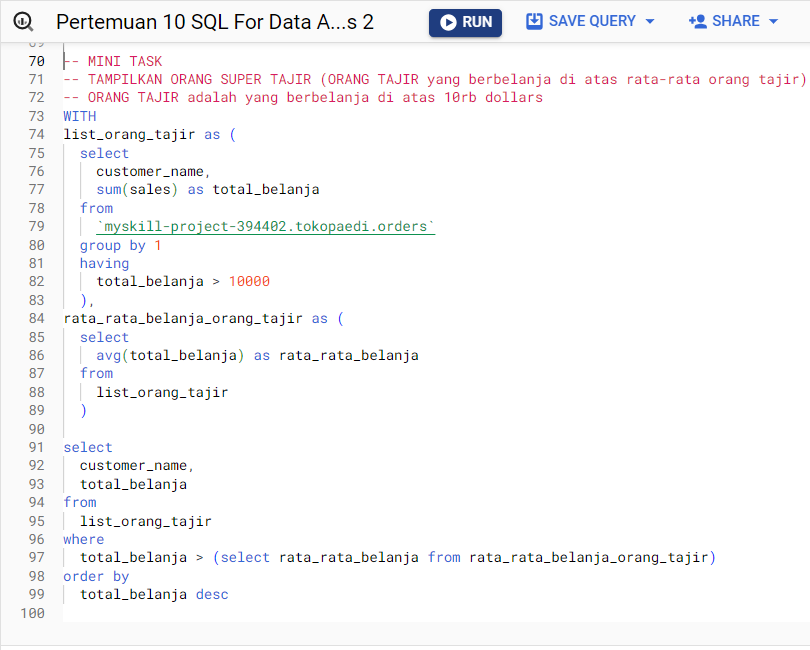 Pertemuan 10 SQL For Data A...s 2 RUN SAVE QUERY SHARE
69
70 -- MINI TASK
71 -- TAMPILKAN ORANG SUPER TAJIR (ORANG TAJIR yang berbelanja di atas rata-rata orang tajir)
72 -- ORANG TAJIR adalah yang berbelanja di atas 10rb dollars
73 WITH
74 list_orang_tajir as (
75 select
76 customer_name,
77 sum(sales) as total_belanja
78 from
79 `myskill-project-394402.tokopaedi.orders`
80 group by 1
81 having
82 total_belanja > 10000
83 ),
84 rata_rata_belanja_orang_tajir as (
85 select
86 avg(total_belanja) as rata_rata_belanja
87 from
88 list_orang_tajir
89 )
90
91 select
92 customer_name,
93 total_belanja
94 from
95 list_orang_tajir
96 where
97 total_belanja > (select rata_rata_belanja from rata_rata_belanja_orang_tajir)
98 order by
99 total_belanja desc
100